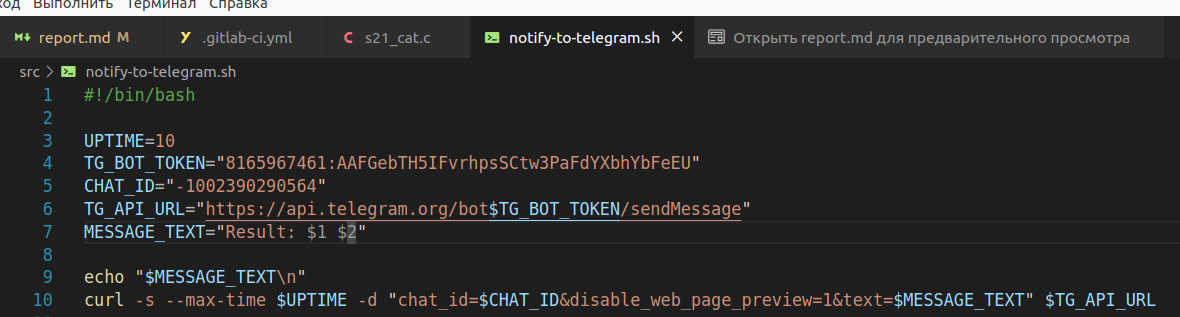 Выполнить Терминал Справка
report.md M .gitlab-ci.yml s21_cat.c notify-to-telegram.sh Открыть report.md для предварительного просмотра
src > notify-to-telegram.sh
1 #!/bin/bash
2
3 UPTIME=10
4 TG_BOT_TOKEN="8165967461:AAFGebTH5IFvrhpsSCtw3PaFdYXbhYbFeEU"
5 CHAT_ID="-1002390290564"
6 TG_API_URL="https://api.telegram.org/bot$TG_BOT_TOKEN/sendMessage"
7 MESSAGE_TEXT="Result: $1 $2"
8
9 echo "$MESSAGE_TEXT\n"
10 curl -s --max-time $UPTIME -d "chat_id=$CHAT_ID&disable_web_page_preview=1&text=$MESSAGE_TEXT" $TG_API_URL